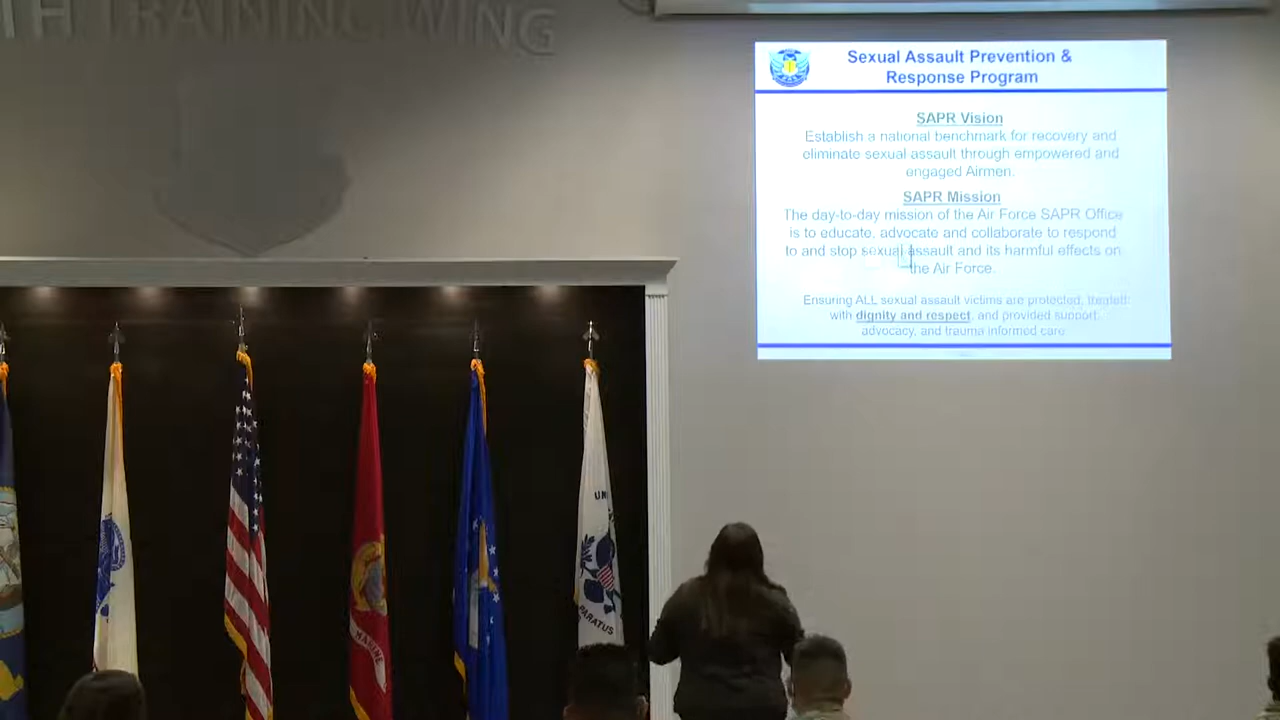 TH TRAINING WING
Sexual Assault Prevention &
Response Program
SAPR Vision
Establish a national benchmark for recovery and
eliminate sexual assault through empowered and
engaged Airmen.
SAPR Mission
The day-to-day mission of the Air Force SAPR Office
is to educate, advocate and collaborate to respond
to and stop sexual assault and its harmful effects on
the Air Force.
Ensuring ALL sexual assault victims are protected, treated
with dignity and respect, and provided support,
advocacy, and trauma informed care
UN
PARATUS
MARINE